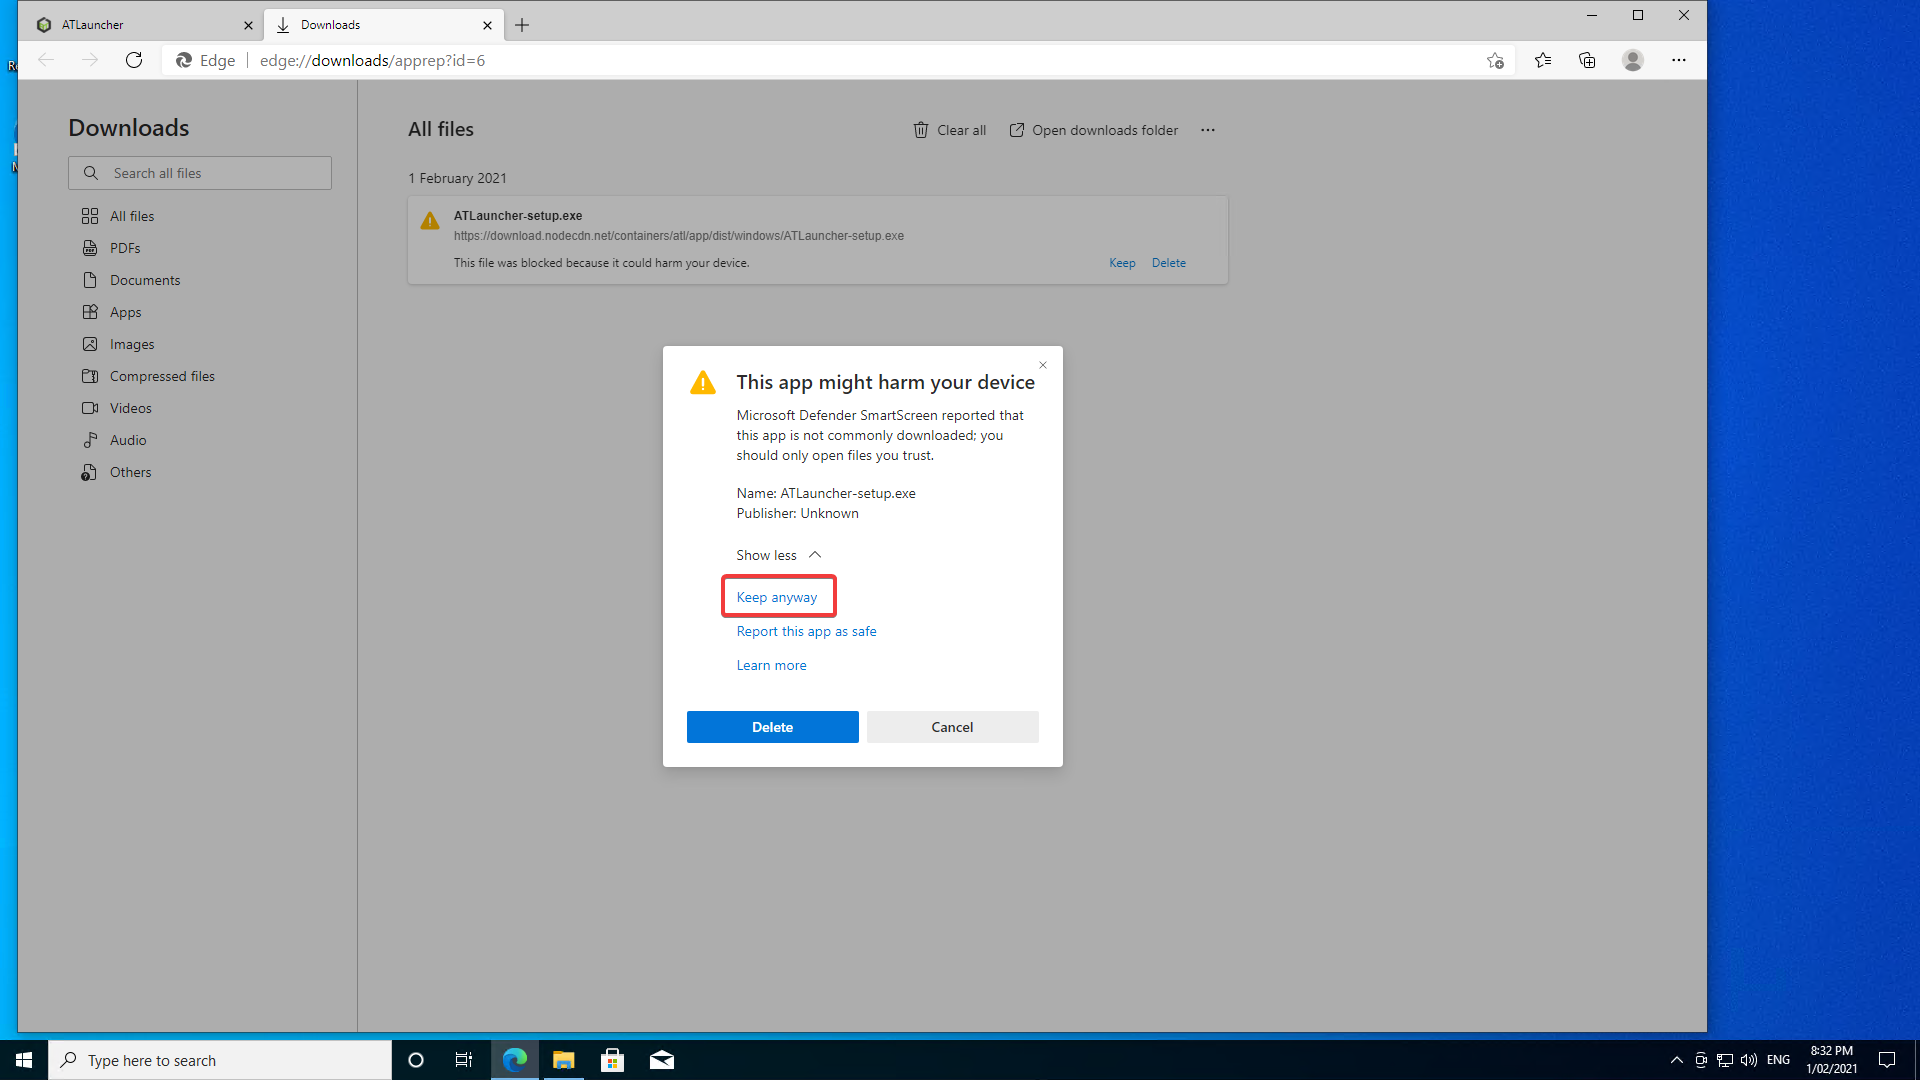 ATLauncher
Downloads
Edge
edge://downloads/apprep?id=6
Downloads
Search all files
All files
PDFs
Documents
Apps
Images
Compressed files
Videos
Audio
Others
All files
Clear all
Open downloads folder
1 February 2021
ATLauncher-setup.exe
https://download.nodecdn.net/containers/atl/app/dist/windows/ATLauncher-setup.exe
This file was blocked because it could harm your device.
Keep
Delete
This app might harm your device
Microsoft Defender SmartScreen reported that
this app is not commonly downloaded; you
should only open files you trust.
Name: ATLauncher-setup.exe
Publisher: Unknown
Show less
Keep anyway
Report this app as safe
Learn more
Delete
Cancel
Type here to search
ENG
8:32 PM
1/02/2021